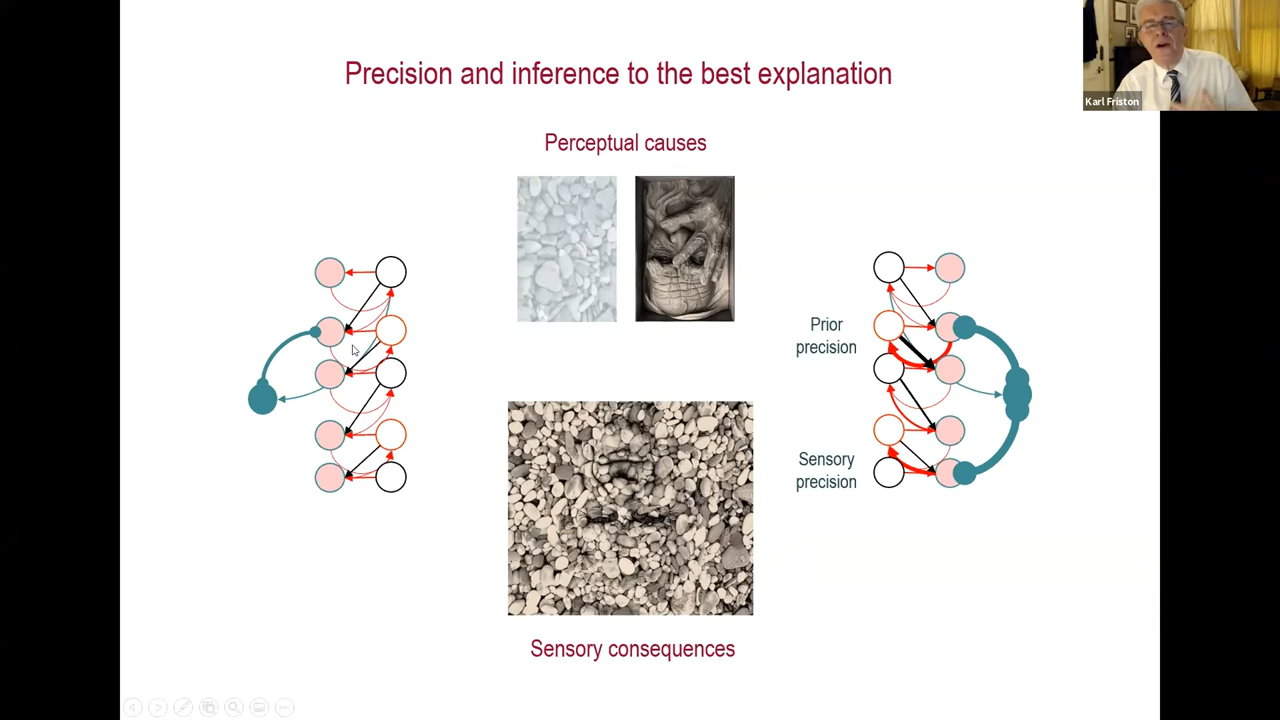 Precision and inference to the best explanation
Karl Friston
Perceptual causes
Prior
precision
Sensory
precision
Sensory consequences